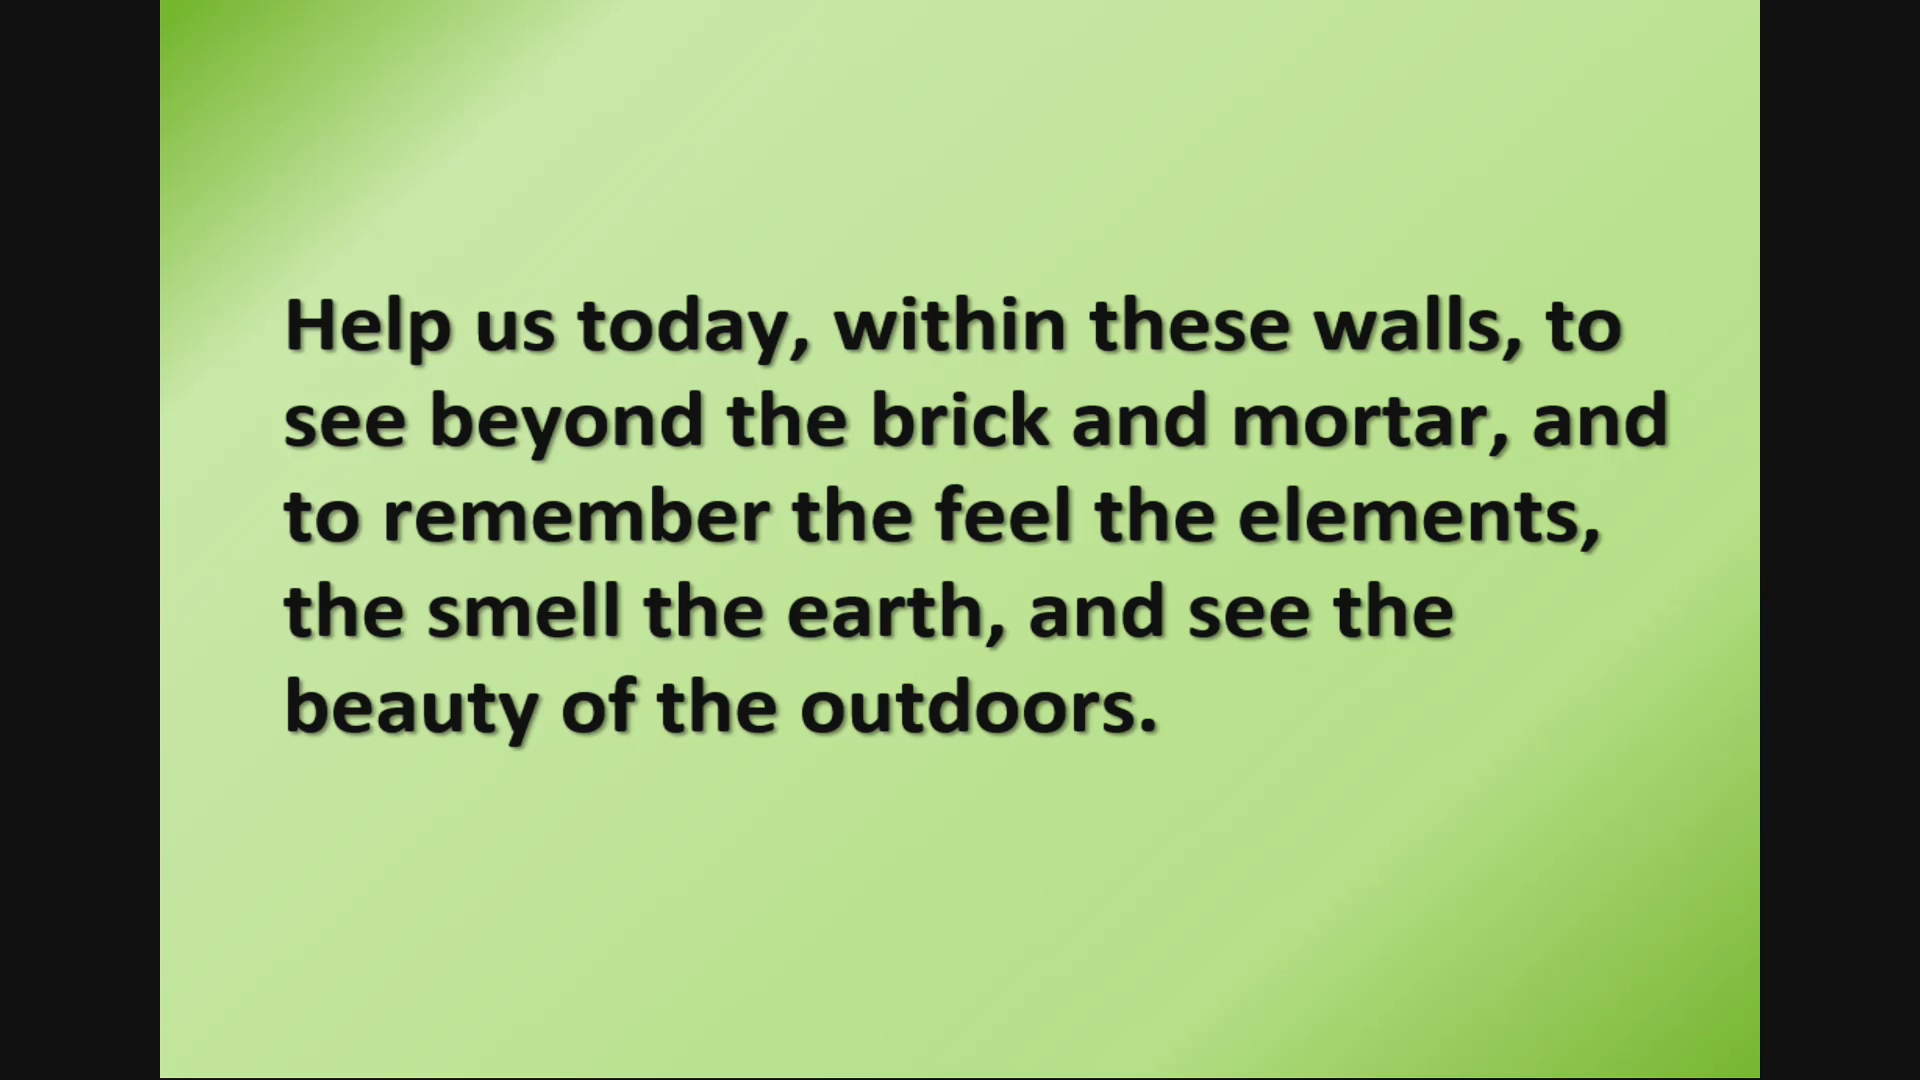 Help us today, within these walls, to
see beyond the brick and mortar, and
to remember the feel the elements,
the smell the earth, and see the
beauty of the outdoors.